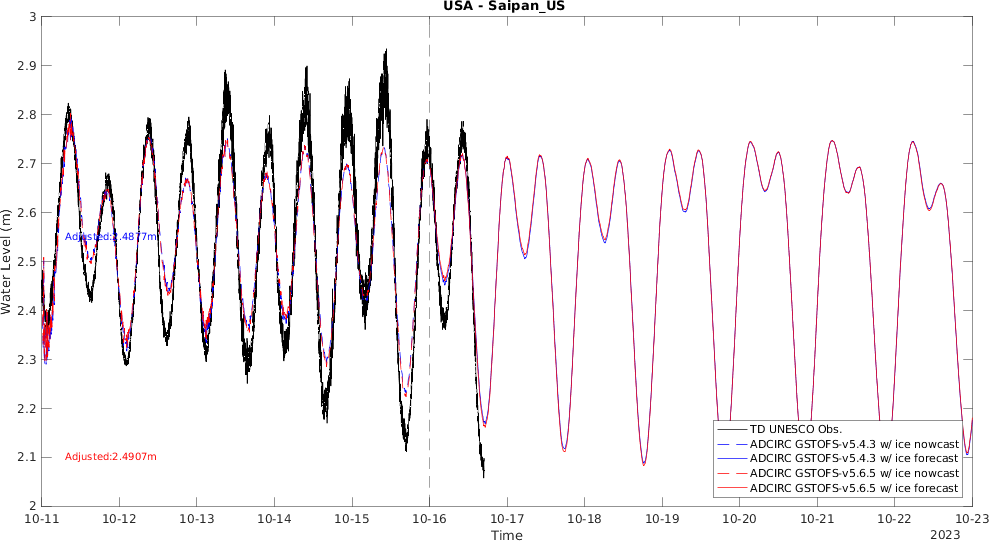 USA - Saipan_US
3
2.9
2.8
2.7
2.6
2.5
2.4
2.3
2.2
2.1
2
Water Level (m)
Adjusted:2.4877m
Adjusted:2.4907m
TD UNESCO Obs.
ADCIRC GSTOFS-v5.4.3 w/ ice nowcast
ADCIRC GSTOFS-v5.4.3 w/ ice forecast
ADCIRC GSTOFS-v5.6.5 w/ ice nowcast
ADCIRC GSTOFS-v5.6.5 w/ ice forecast
10-11 10-12 10-13 10-14 10-15 10-16 10-17 10-18 10-19 10-20 10-21 10-22 10-23
Time
2023